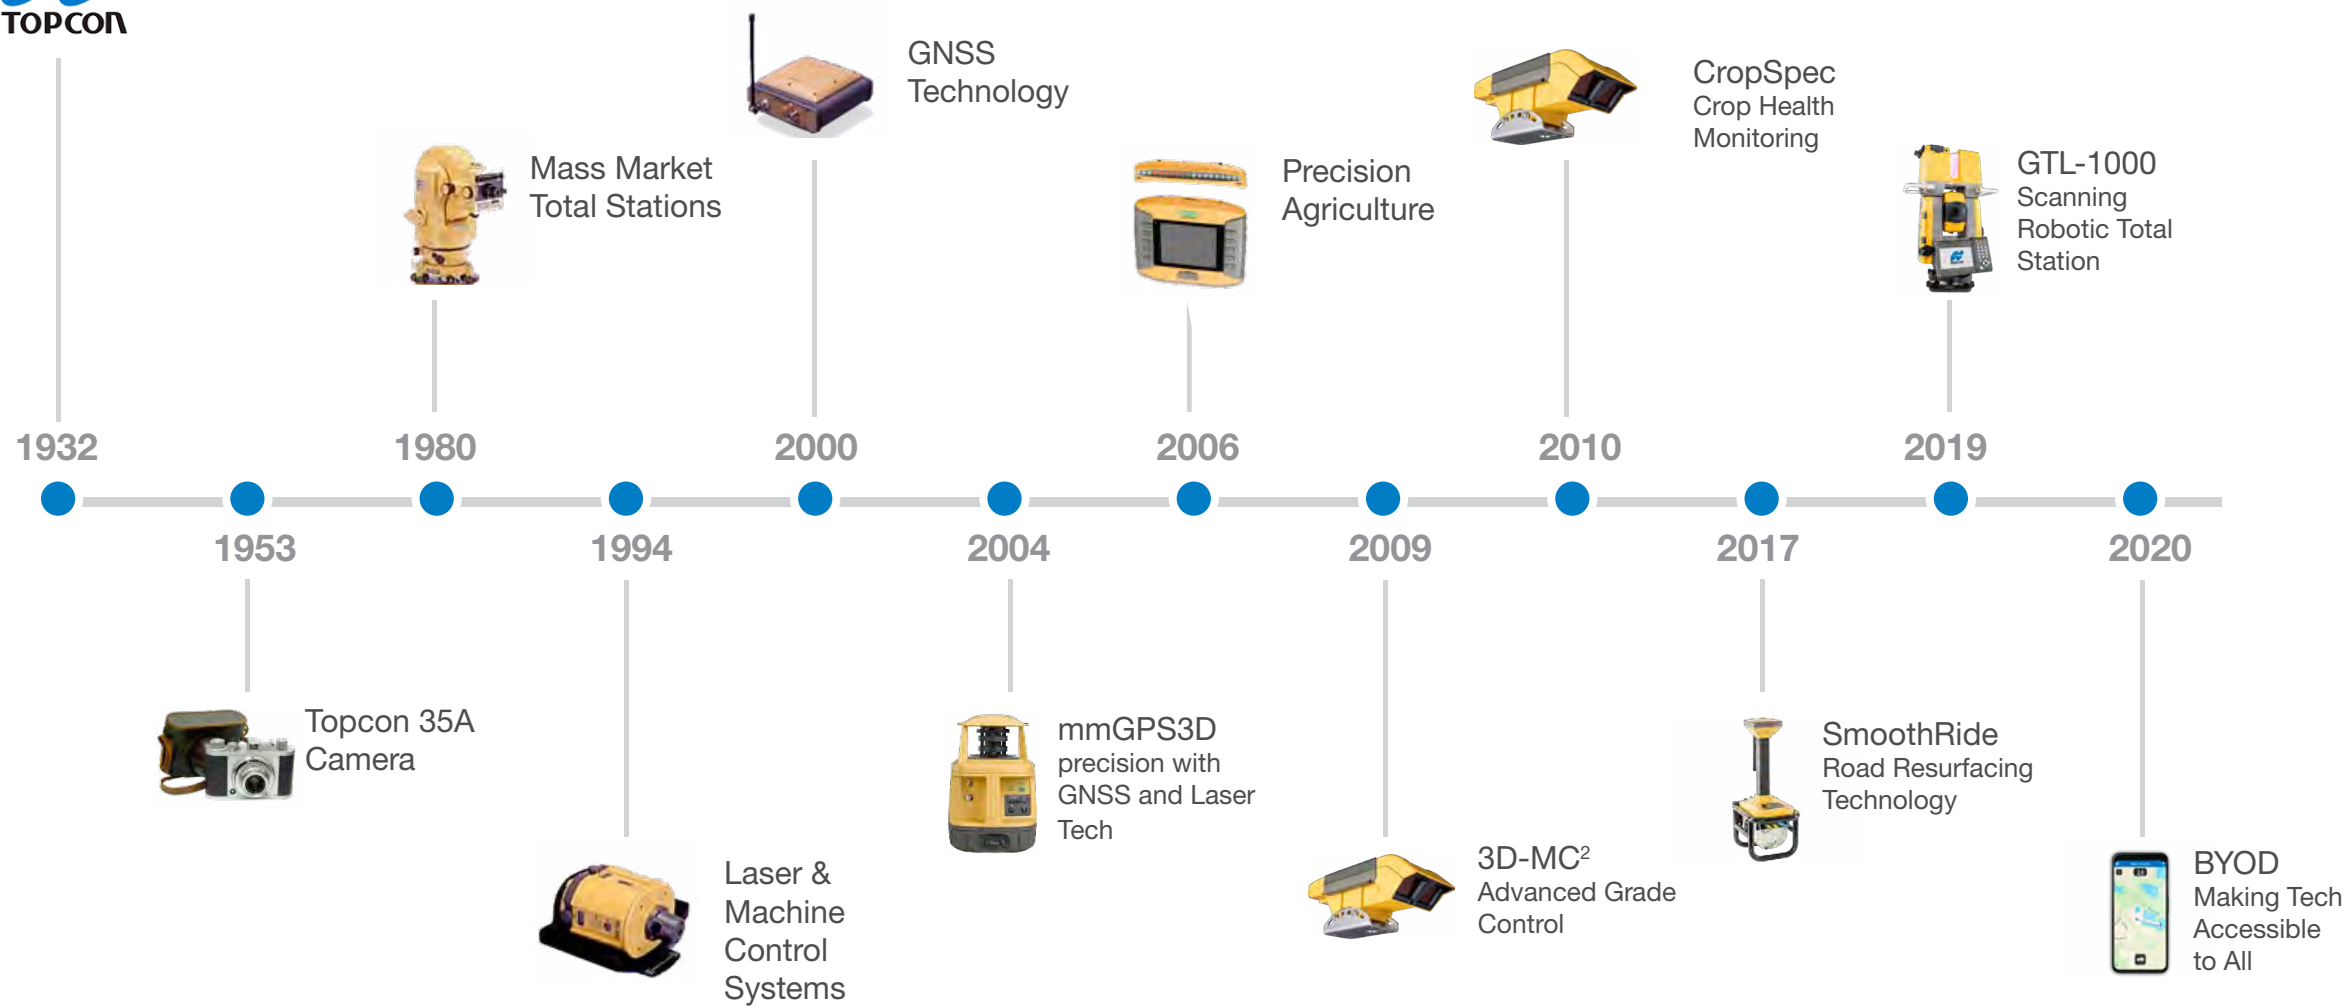 TOPCON
GNSS
Technology
CropSpec
Crop Health
Monitoring
Mass Market
Total Stations
Precision
Agriculture
GTL-1000
Scanning
Robotic Total
Station
1932
1980
2000
2006
2010
2019
1953
1994
2004
2009
2017
2020
Topcon 35A
Camera
mmGPS3D
precision with
GNSS and Laser
Tech
SmoothRide
Road Resurfacing
Technology
Laser &
Machine
Control
Systems
3D-MC²
Advanced Grade
Control
BYOD
Making Tech
Accessible
to All